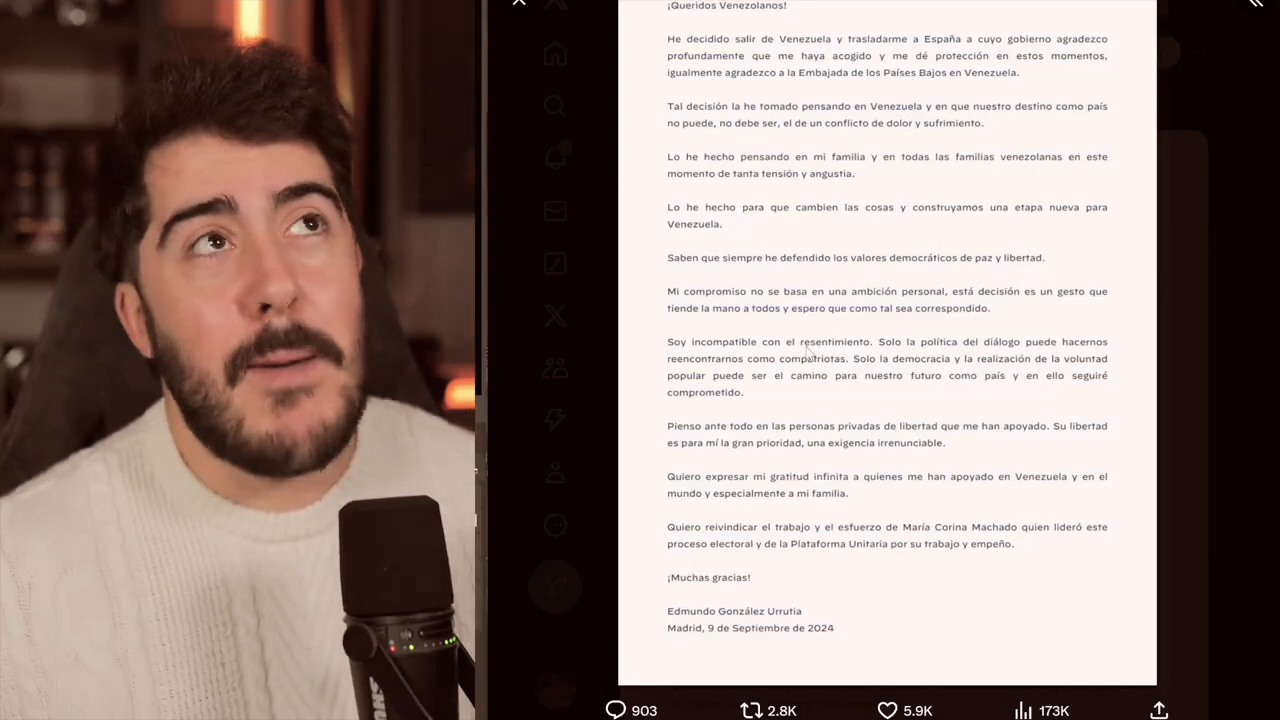 ¡Queridos Venezolanos!
He decidido salir de Venezuela y trasladarme a España a cuyo gobierno agradezco
profundamente que me haya acogido y me dé protección en estos momentos,
igualmente agradezco a la Embajada de los Países Bajos en Venezuela.
Tal decisión la he tomado pensando en Venezuela y en que nuestro destino como país
no puede, no debe ser, el de un conflicto de dolor y sufrimiento.
Lo he hecho pensando en mi familia y en todas las familias venezolanas en este
momento de tanta tensión y angustia.
Lo he hecho para que cambien las cosas y construyamos una etapa nueva para
Venezuela.
Saben que siempre he defendido los valores democráticos de paz y libertad.
Mi compromiso no se basa en una ambición personal, está decisión es un gesto que
tiende la mano a todos y espero que como tal sea correspondido.
Soy incompatible con el resentimiento. Solo la política del diálogo puede hacernos
reencontrarnos como compatriotas. Solo la democracia y la realización de la voluntad
popular puede ser el camino para nuestro futuro como país y en ello seguiré
comprometido.
Pienso ante todo en las personas privadas de libertad que me han apoyado. Su libertad
es para mí la gran prioridad, una exigencia irrenunciable.
Quiero expresar mi gratitud infinita a quienes me han apoyado en Venezuela y en el
mundo y especialmente a mi familia.
Quiero reivindicar el trabajo y el esfuerzo de María Corina Machado quien lideró este
proceso electoral y de la Plataforma Unitaria por su trabajo y empeño.
¡Muchas gracias!
Edmundo González Urrutia
Madrid, 9 de Septiembre de 2024
903 2.8K 5.9K 173K